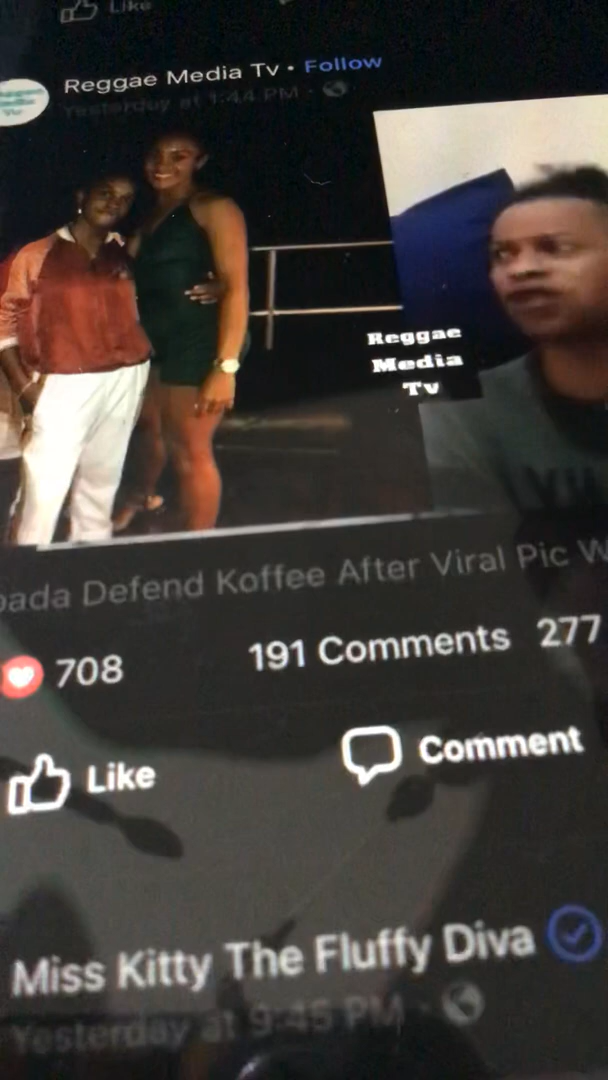 Like
Reggae Media Tv • Follow
Yesterday at 1:44 PM ·
Reggae
Media
Tv
Defend Koffee After Viral Pic
708
191 Comments 277
Like
Comment
Miss Kitty The Fluffy Diva
Yesterday at 9:45 PM ·